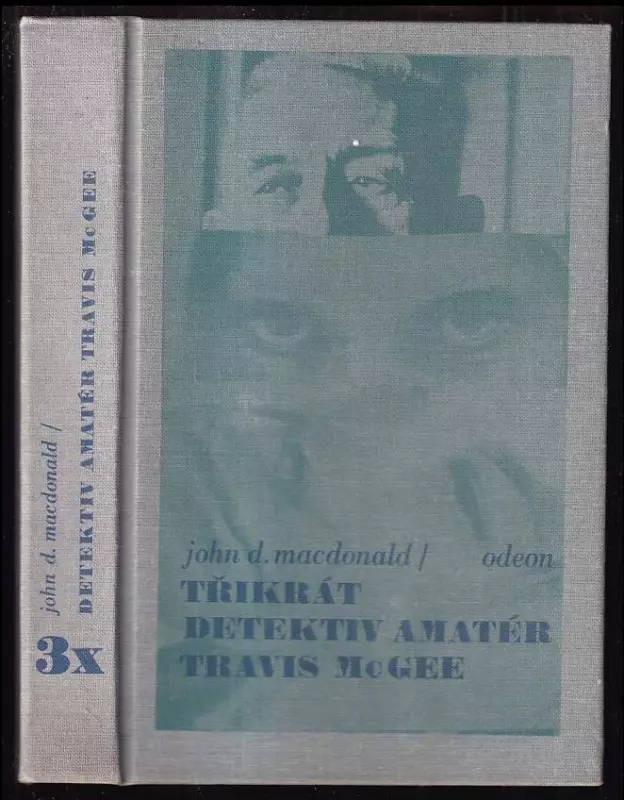 john d. macdonald /
DETEKTIV AMATÉR TRAVIS McGEE
3x
john d. macdonald / odeon
TŘIKRÁT
DETEKTIV AMATÉR
TRAVIS McGEE